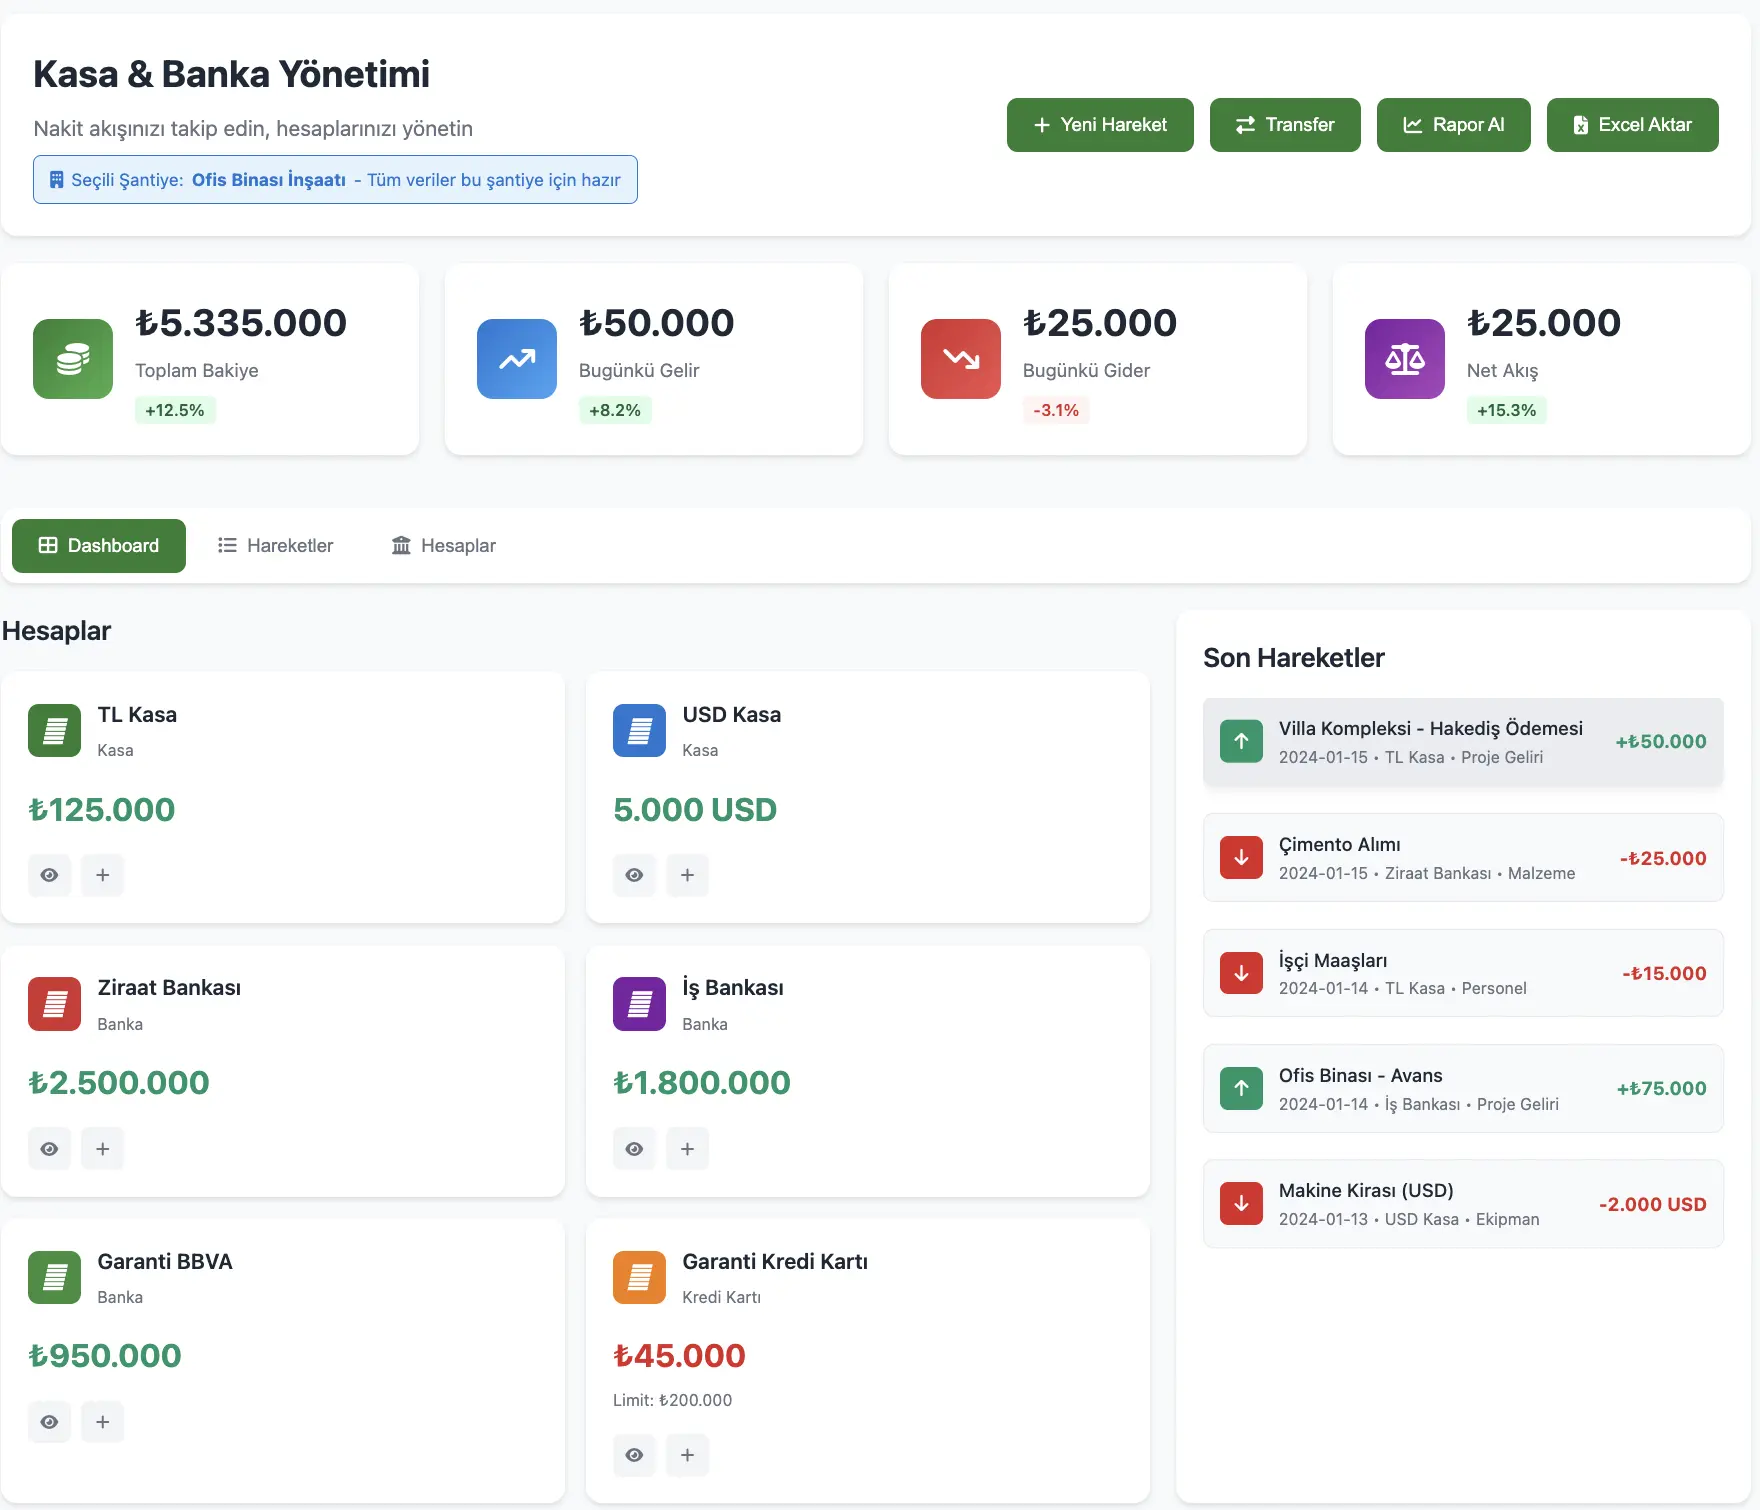 Kasa & Banka Yönetimi
Nakit akışınızı takip edin, hesaplarınızı yönetin
Seçili Şantiye: Ofis Binası İnşaatı - Tüm veriler bu şantiye için hazır
Yeni Hareket
Transfer
Rapor Al
Excel Aktar
₺5.335.000
Toplam Bakiye
+12.5%
₺50.000
Bugünkü Gelir
+8.2%
₺25.000
Bugünkü Gider
-3.1%
₺25.000
Net Akış
+15.3%
Dashboard
Hareketler
Hesaplar
Hesaplar
TL Kasa
Kasa
₺125.000
USD Kasa
Kasa
5.000 USD
Ziraat Bankası
Banka
₺2.500.000
İş Bankası
Banka
₺1.800.000
Garanti BBVA
Banka
₺950.000
Garanti Kredi Kartı
Kredi Kartı
₺45.000
Limit: ₺200.000
Son Hareketler
Villa Kompleksi - Hakediş Ödemesi
2024-01-15 • TL Kasa • Proje Geliri
+₺50.000
Çimento Alımı
2024-01-15 • Ziraat Bankası • Malzeme
-₺25.000
İşçi Maaşları
2024-01-14 • TL Kasa • Personel
-₺15.000
Ofis Binası - Avans
2024-01-14 • İş Bankası • Proje Geliri
+₺75.000
Makine Kirası (USD)
2024-01-13 • USD Kasa • Ekipman
-2.000 USD